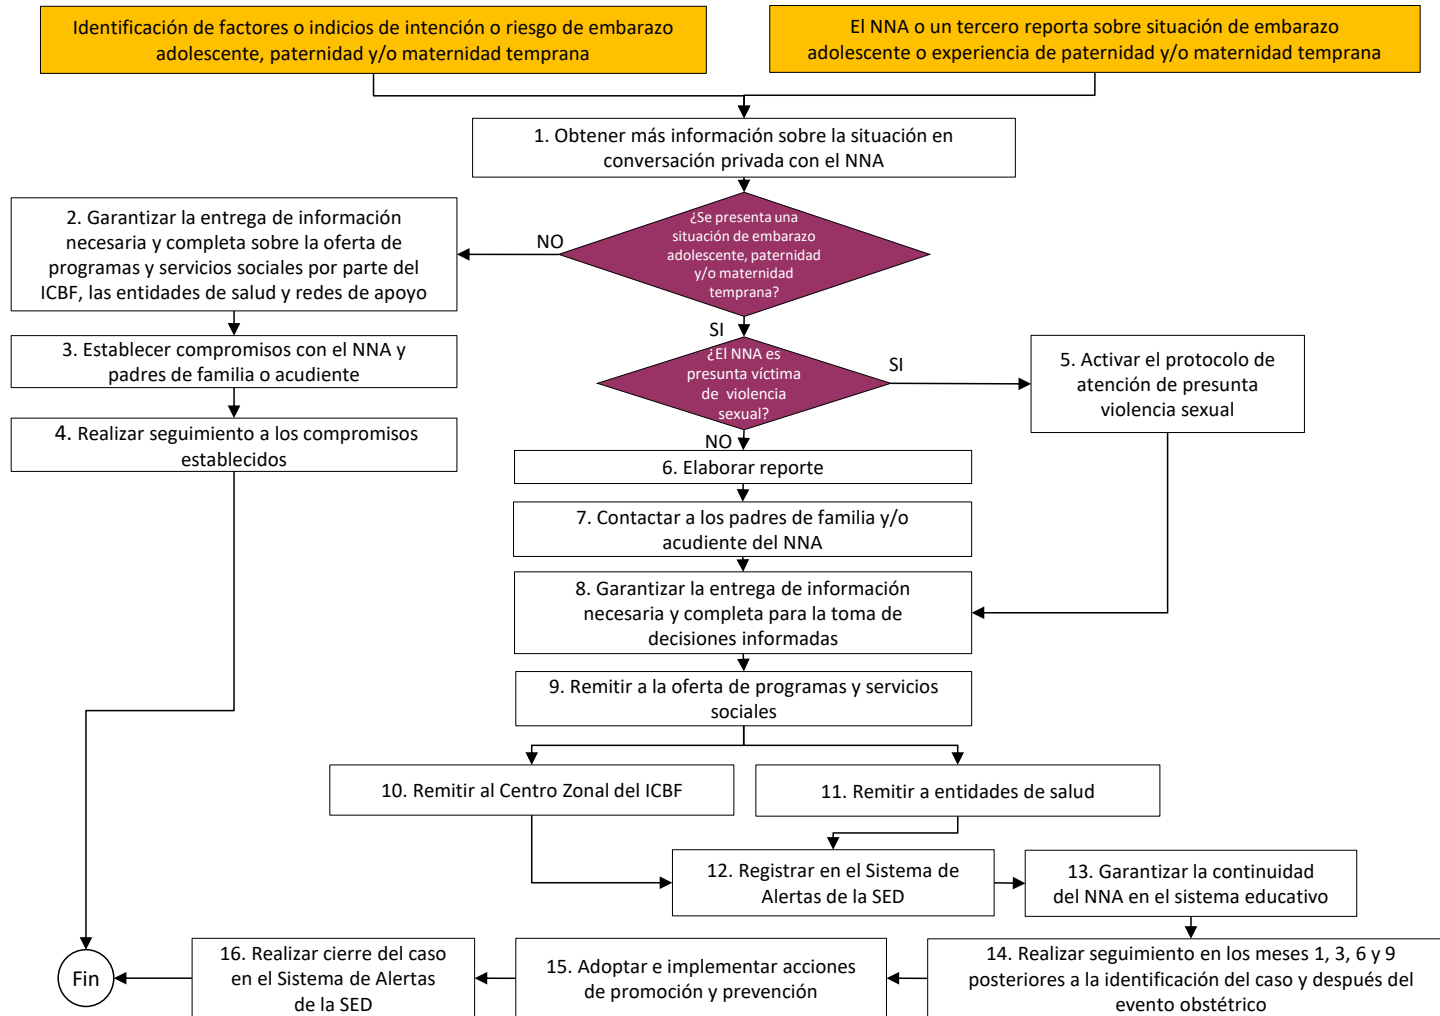 Identificación de factores o indicios de intención o riesgo de embarazo
adolescente, paternidad y/o maternidad temprana
El NNA o un tercero reporta sobre situación de embarazo
adolescente o experiencia de paternidad y/o maternidad temprana
1. Obtener más información sobre la situación en
conversación privada con el NNA
¿Se presenta una
situación de embarazo
adolescente, paternidad
y/o maternidad
temprana?
NO
2. Garantizar la entrega de información
necesaria y completa sobre la oferta de
programas y servicios sociales por parte del
ICBF, las entidades de salud y redes de apoyo
3. Establecer compromisos con el NNA y
padres de familia o acudiente
4. Realizar seguimiento a los compromisos
establecidos
SI
¿El NNA es
presunta víctima
de violencia
sexual?
SI
5. Activar el protocolo de
atención de presunta
violencia sexual
NO
6. Elaborar reporte
7. Contactar a los padres de familia y/o
acudiente del NNA
8. Garantizar la entrega de información
necesaria y completa para la toma de
decisiones informadas
9. Remitir a la oferta de programas y servicios
sociales
10. Remitir al Centro Zonal del ICBF
11. Remitir a entidades de salud
12. Registrar en el Sistema de
Alertas de la SED
13. Garantizar la continuidad
del NNA en el sistema educativo
14. Realizar seguimiento en los meses 1, 3, 6 y 9
posteriores a la identificación del caso y después del
evento obstétrico
15. Adoptar e implementar acciones
de promoción y prevención
16. Realizar cierre del caso
en el Sistema de Alertas
de la SED
Fin